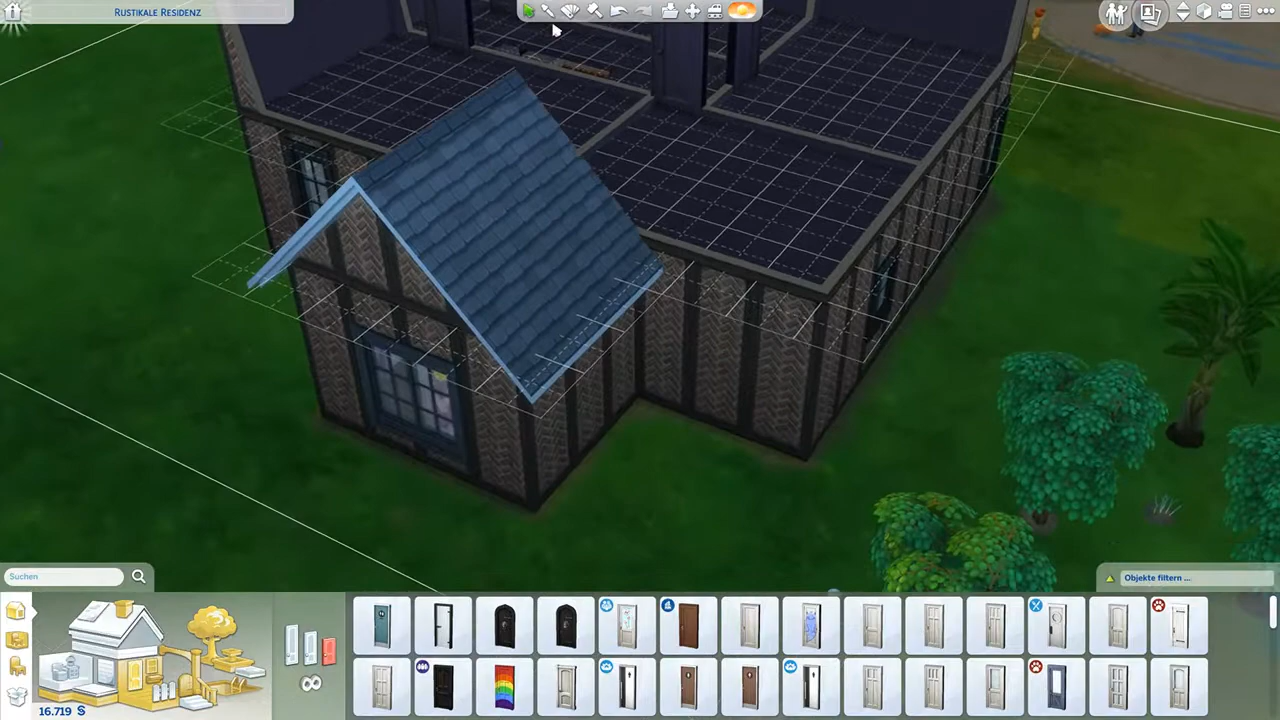 Rustikale Residenz
Suchen
Objekte filtern ...
16.719 $